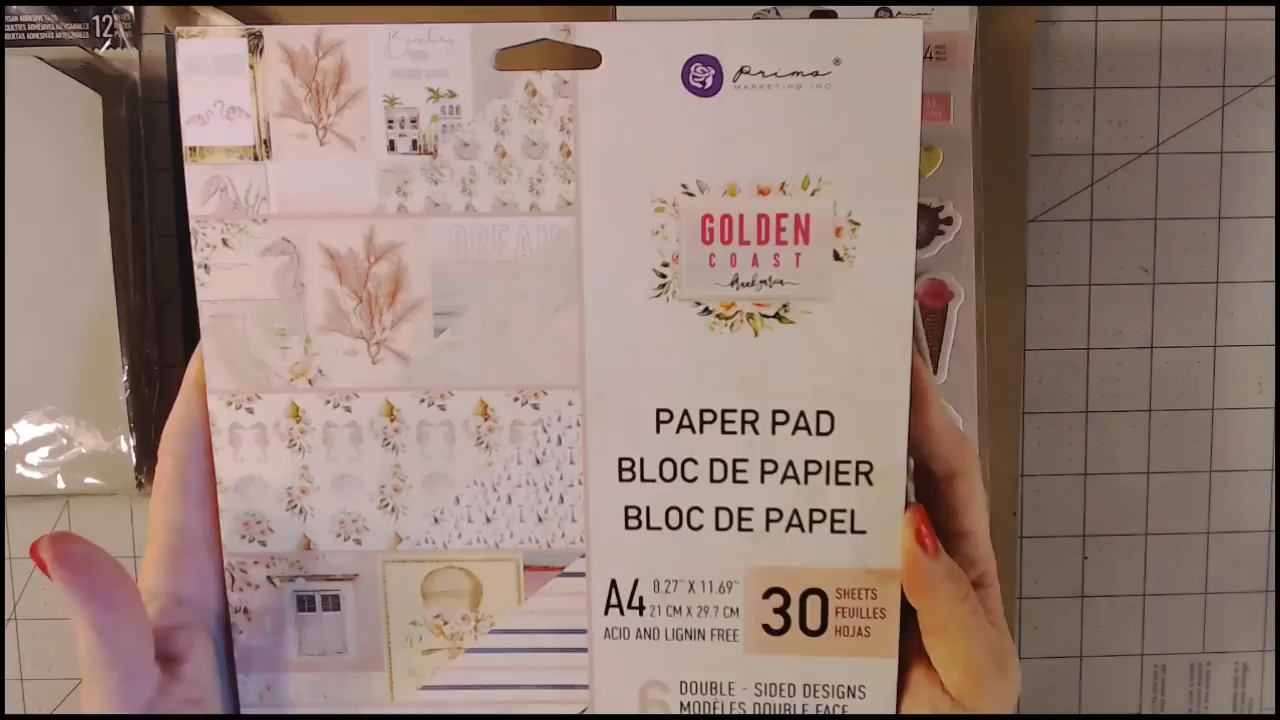 12
Prima
MARKETING INC
DREAM
GOLDEN
COAST
PAPER PAD
BLOC DE PAPIER
BLOC DE PAPEL
A4
8.27" X 11.69"
21 CM X 29.7 CM
ACID AND LIGNIN FREE
30
SHEETS
FEUILLES
HOJAS
6
DOUBLE - SIDED DESIGNS
MODÈLES DOUBLE FACE